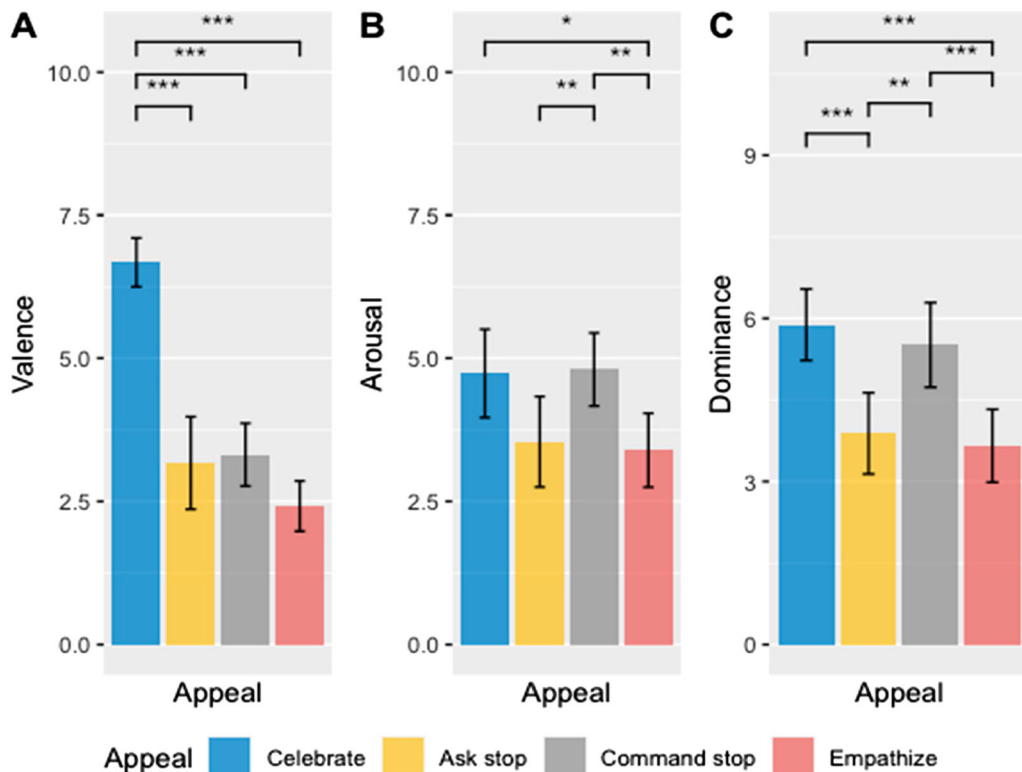 A
***
***
***
10.0
7.5
5.0
2.5
0.0
Valence
Appeal
B
*
**
**
10.0
7.5
5.0
2.5
0.0
Arousal
Appeal
C
***
***
**
***
9
6
3
0
Dominance
Appeal
Appeal Celebrate Ask stop Command stop Empathize